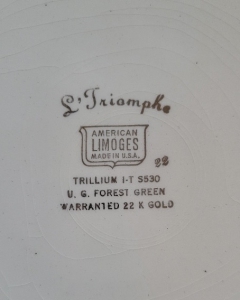 L'Triomphe
AMERICAN
LIMOGES
MADE IN U.S.A.
22
TRILLIUM I-T S530
U. G. FOREST GREEN
WARRANTED 22 K GOLD